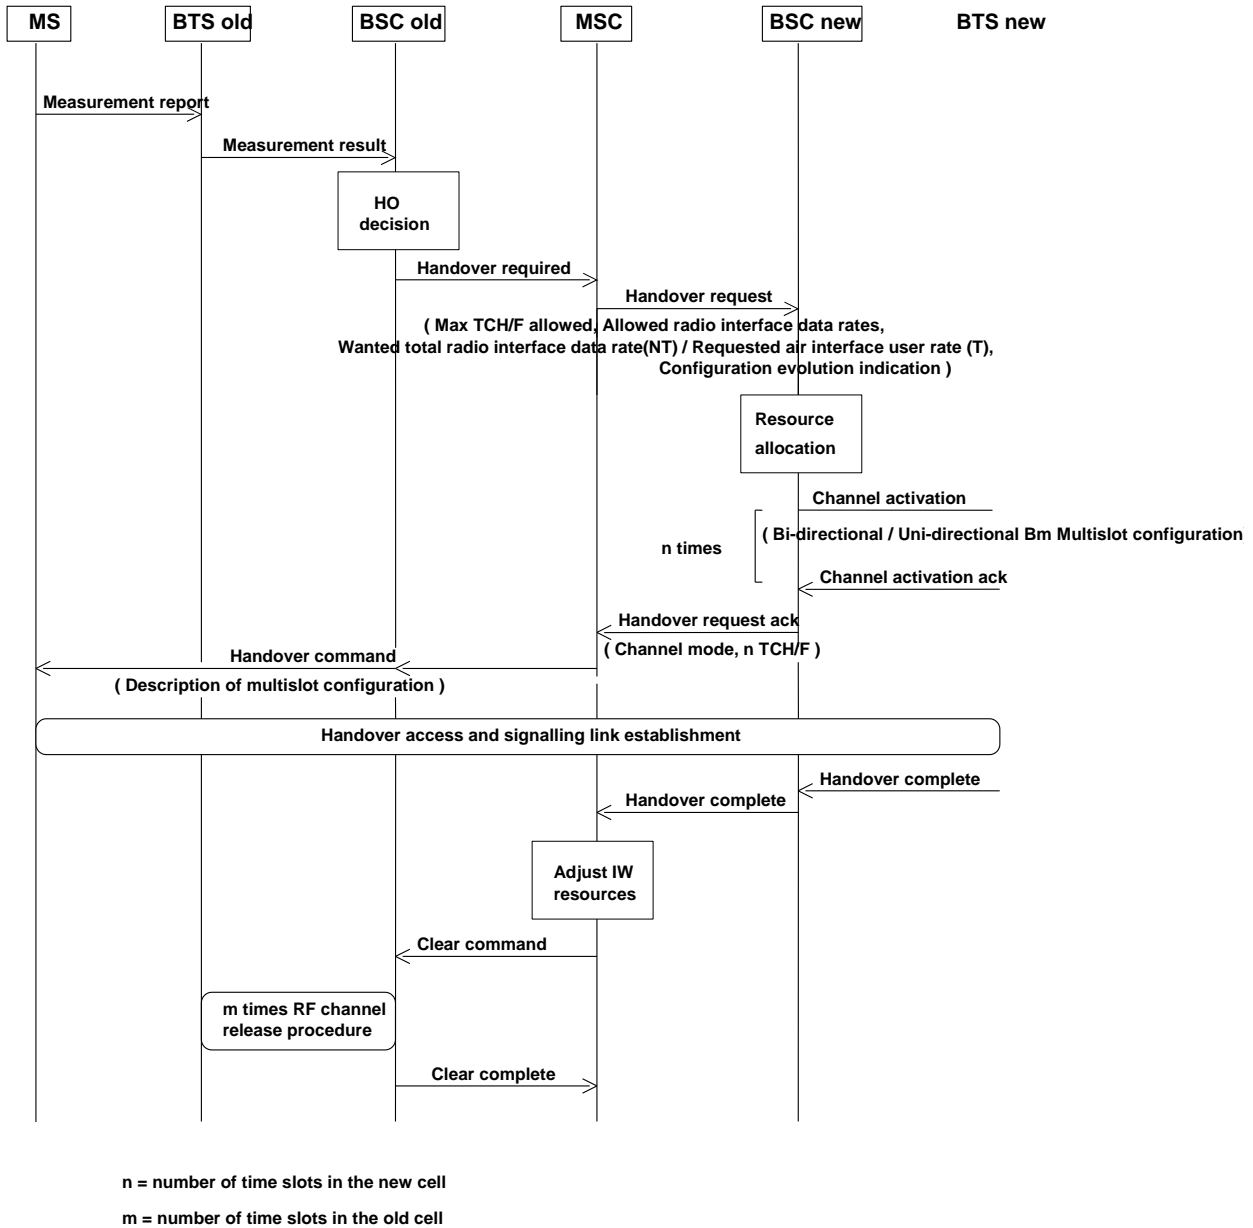 MS
BTS old
BSC old
MSC
BSC new
BTS new
Measurement report
Measurement result
HO
decision
Handover required
Handover request
( Max TCH/F allowed, Allowed radio interface data rates,
Wanted total radio interface data rate(NT) / Requested air interface user rate (T),
Configuration evolution indication )
Resource
allocation
Channel activation
( Bi-directional / Uni-directional Bm Multislot configuration
n times
Channel activation ack
Handover request ack
( Channel mode, n TCH/F )
Handover command
( Description of multislot configuration )
Handover access and signalling link establishment
Handover complete
Handover complete
Adjust IW
resources
Clear command
m times RF channel
release procedure
Clear complete
n = number of time slots in the new cell
m = number of time slots in the old cell